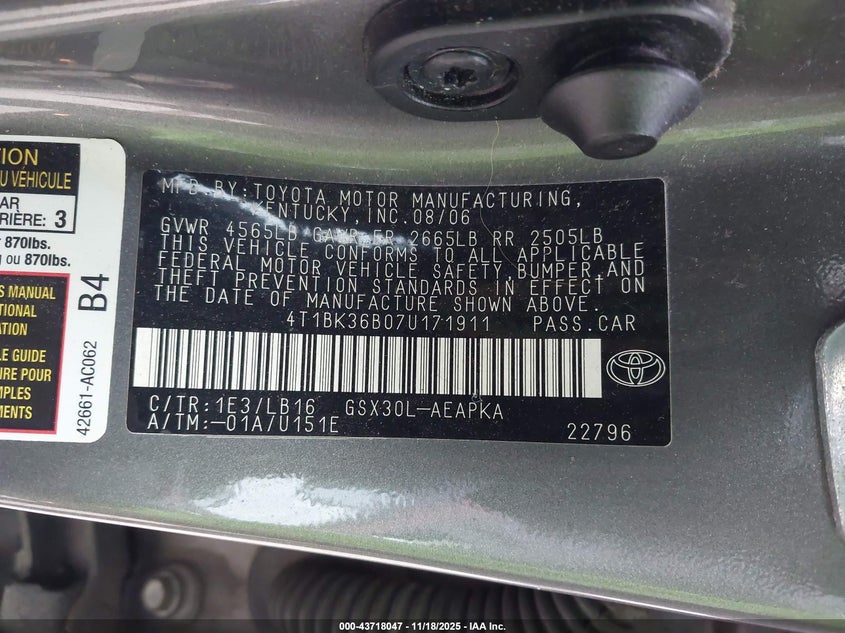 TION
U VÉHICULE
AR
RIÈRE: 3
r 870lbs.
g ou 870lbs.
S MANUAL
TIONAL
ATION
LE GUIDE
IRE POUR
MPLES
MENTS
42661-AC062
B4
MFD.BY:TOYOTA MOTOR MANUFACTURING,
KENTUCKY,INC.08/06
GVWR 4565LB GAWR FR 2665LB RR 2505LB
THIS VEHICLE CONFORMS TO ALL APPLICABLE
FEDERAL MOTOR VEHICLE SAFETY,BUMPER,AND
THEFT PREVENTION STANDARDS IN EFFECT ON
THE DATE OF MANUFACTURE SHOWN ABOVE.
4T1BK36B07U171911 PASS.CAR
C/TR:1E3/LB16 GSX30L-AEAPKA
A/TM:-01A/U151E 22796
000-43718047 - 11/18/2025 - IAA Inc.